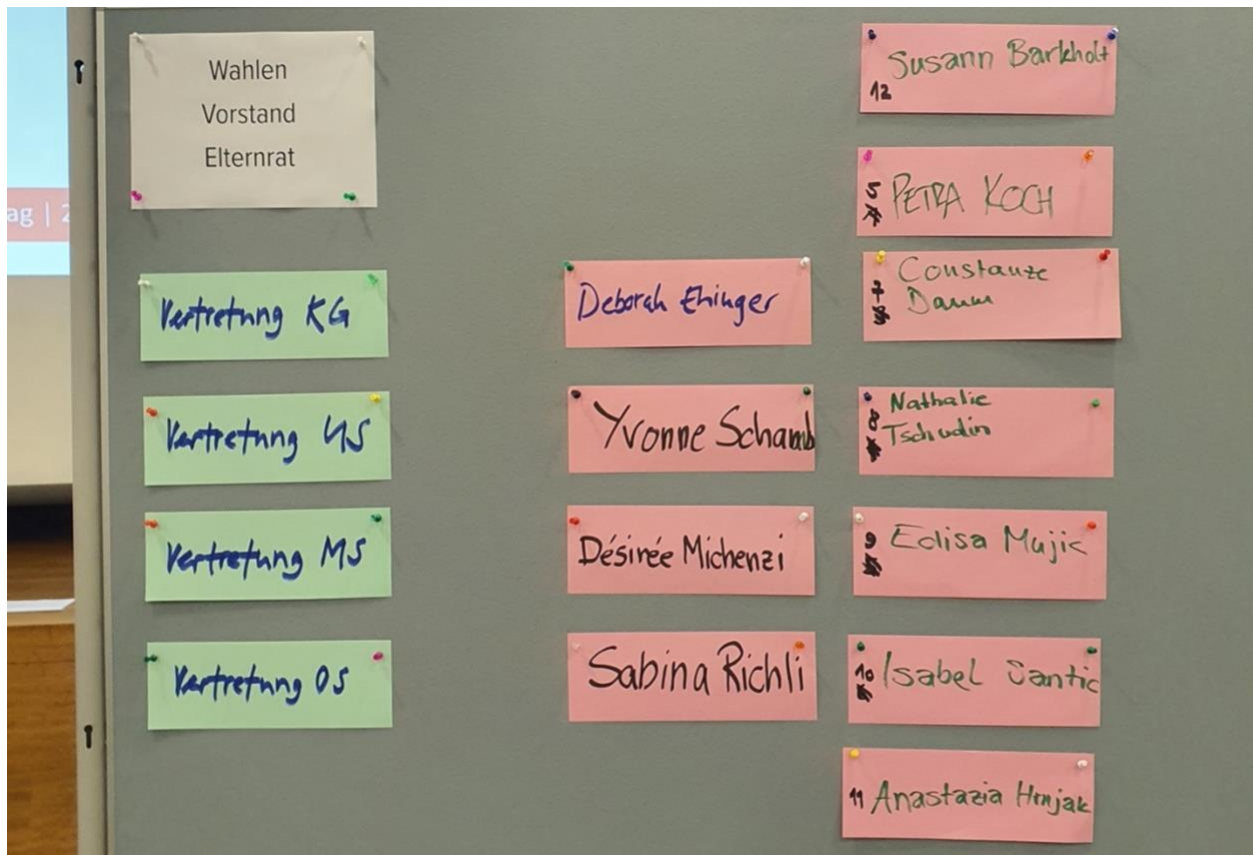 Wahlen
Vorstand
Elternrat
ag | 2
Vertretung KG
Vertretung US
Vertretung MS
Vertretung OS
Deborah Ehinger
Yvonne Schamb
Désirée Michenzi
Sabina Richli
Susann Barkholt
12
5 PETRA KOCH
7 Constanze
Damm
8 Nathalie
Tschudin
9 Edisa Mujic
10 Isabel Santic
11 Anastazia Hrnjak